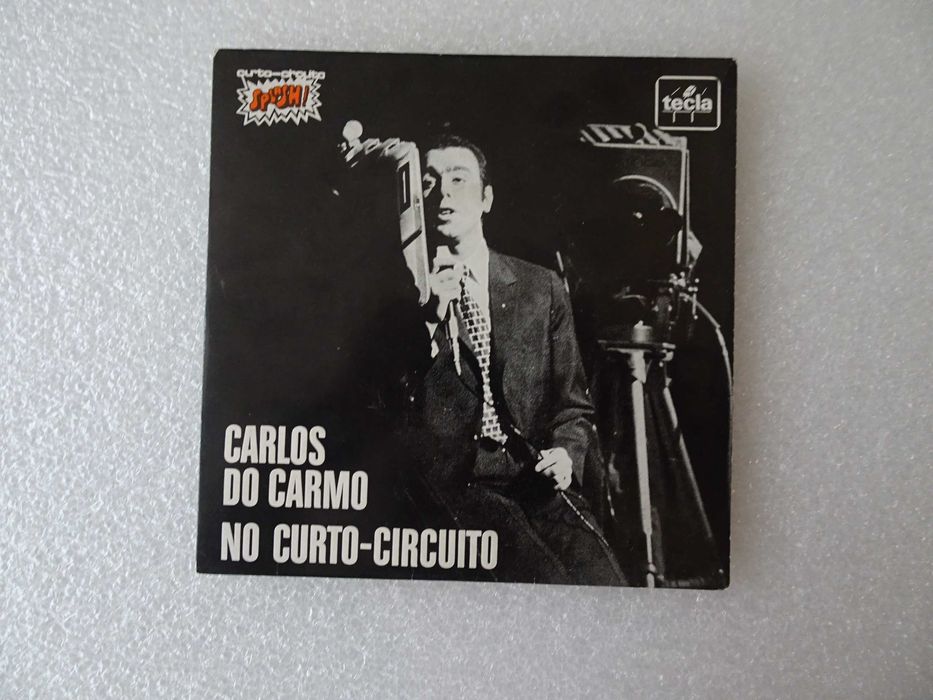 curto-circuito
SPLASH!
tecla
CARLOS
DO CARMO
NO CURTO-CIRCUITO